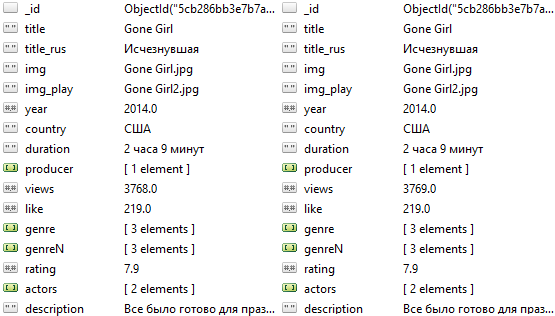 _id ObjectId("5cb286bb3e7b7a... _id ObjectId("5cb286bb3e7b7a...
" " title Gone Girl " " title Gone Girl
" " title_rus Исчезнувшая " " title_rus Исчезнувшая
" " img Gone Girl.jpg " " img Gone Girl.jpg
" " img_play Gone Girl2.jpg " " img_play Gone Girl2.jpg
#.# year 2014.0 #.# year 2014.0
" " country США " " country США
" " duration 2 часа 9 минут " " duration 2 часа 9 минут
[ ] producer [ 1 element ] [ ] producer [ 1 element ]
#.# views 3768.0 #.# views 3769.0
#.# like 219.0 #.# like 219.0
[ ] genre [ 3 elements ] [ ] genre [ 3 elements ]
[ ] genreN [ 3 elements ] [ ] genreN [ 3 elements ]
#.# rating 7.9 #.# rating 7.9
[ ] actors [ 2 elements ] [ ] actors [ 2 elements ]
" " description Все было готово для праз... " " description Все было готово для праз...